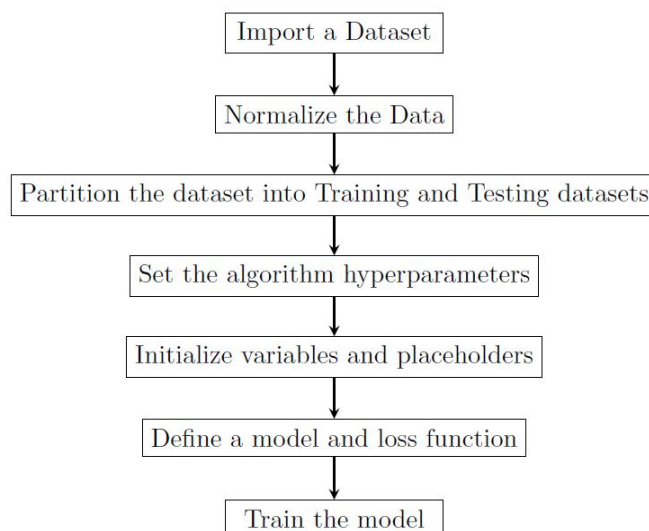 Import a Dataset
Normalize the Data
Partition the dataset into Training and Testing datasets
Set the algorithm hyperparameters
Initialize variables and placeholders
Define a model and loss function
Train the model